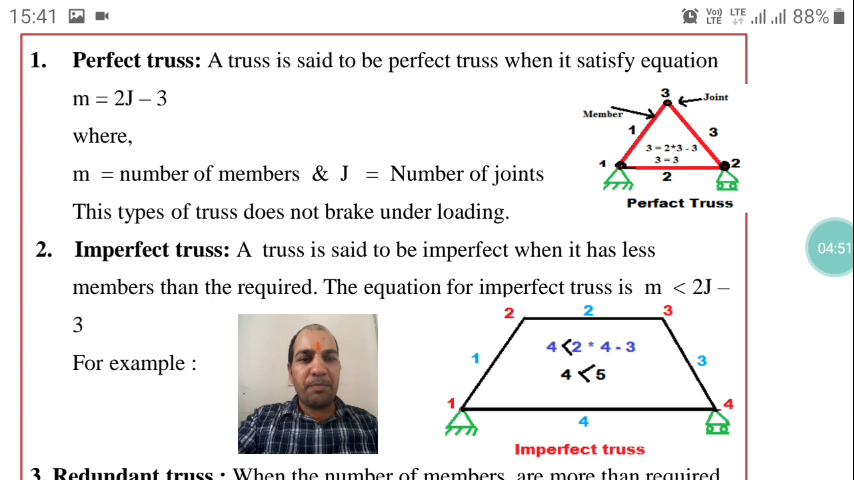 15:41
Vo)) LTE LTE 88%
1. Perfect truss: A truss is said to be perfect truss when it satisfy equation
m = 2J – 3
where,
m = number of members & J = Number of joints
This types of truss does not brake under loading.
3
Joint
Member
1
3
3 = 2*3 - 3
3 = 3
1
2
2
Perfact Truss
2. Imperfect truss: A truss is said to be imperfect when it has less
members than the required. The equation for imperfect truss is m < 2J –
3
For example :
04:51
2
2
3
4 < 2 * 4 - 3
4 < 5
1
3
1
4
4
Imperfect truss
3. Redundant truss : When the number of members are more than required